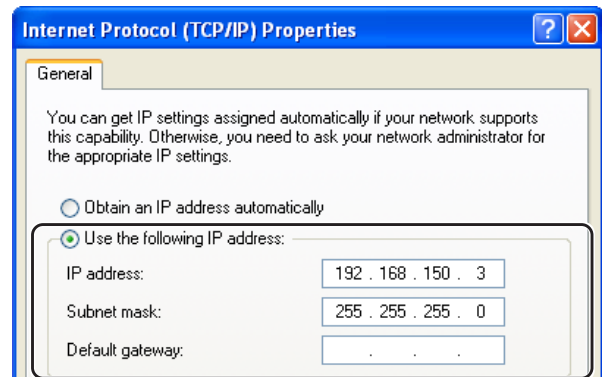 Internet Protocol (TCP/IP) Properties
General
You can get IP settings assigned automatically if your network supports
this capability. Otherwise, you need to ask your network administrator for
the appropriate IP settings.
Obtain an IP address automatically
Use the following IP address:
IP address: 192 . 168 . 150 . 3
Subnet mask: 255 . 255 . 255 . 0
Default gateway: . . .